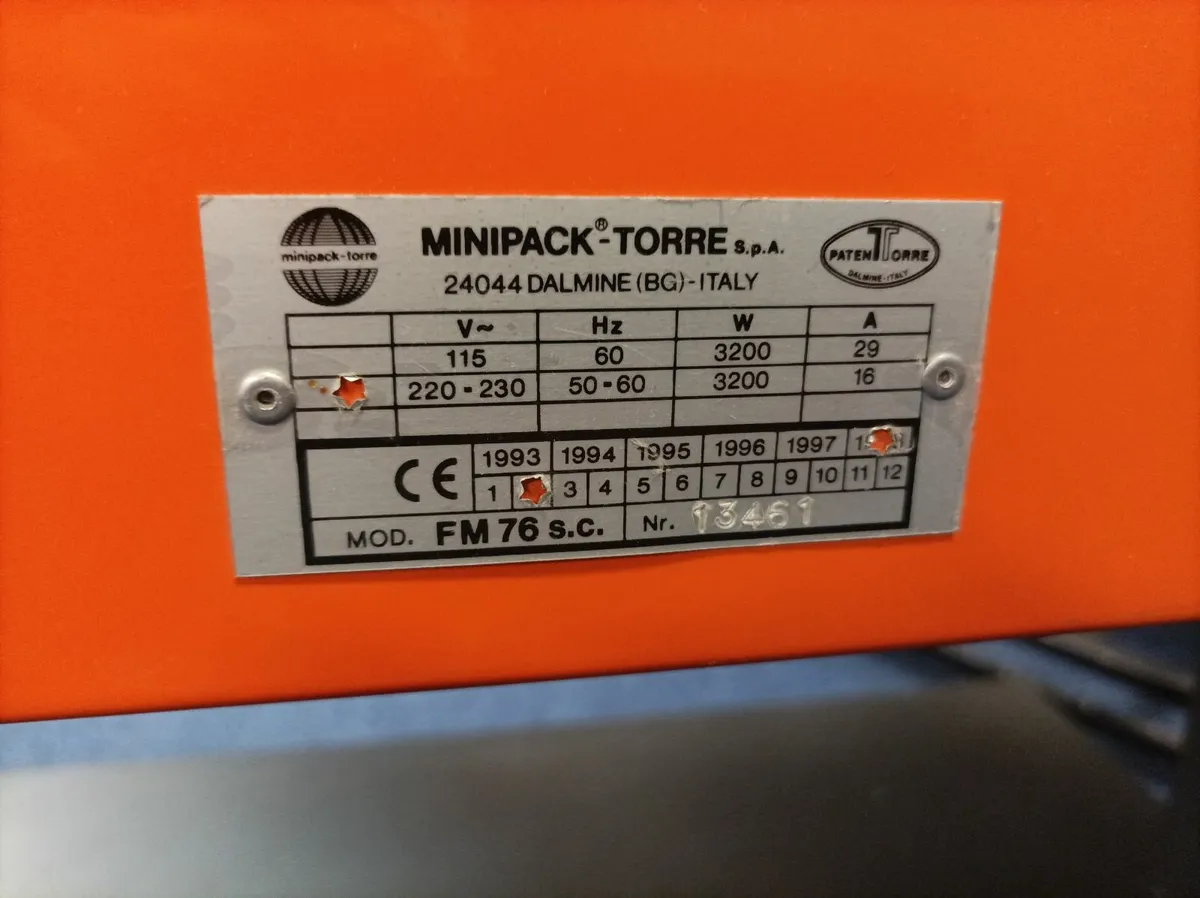 minipack-torre
MINIPACK®-TORRE S.p.A.
PATENTORRE
DALMINE-ITALY
24044 DALMINE (BG)-ITALY
V~ Hz W A
115 60 3200 29
220-230 50-60 3200 16
CE
1993 1994 1995 1996 1997
1 3 4 5 6 7 8 9 10 11 12
MOD. FM 76 s.c. Nr. 13461